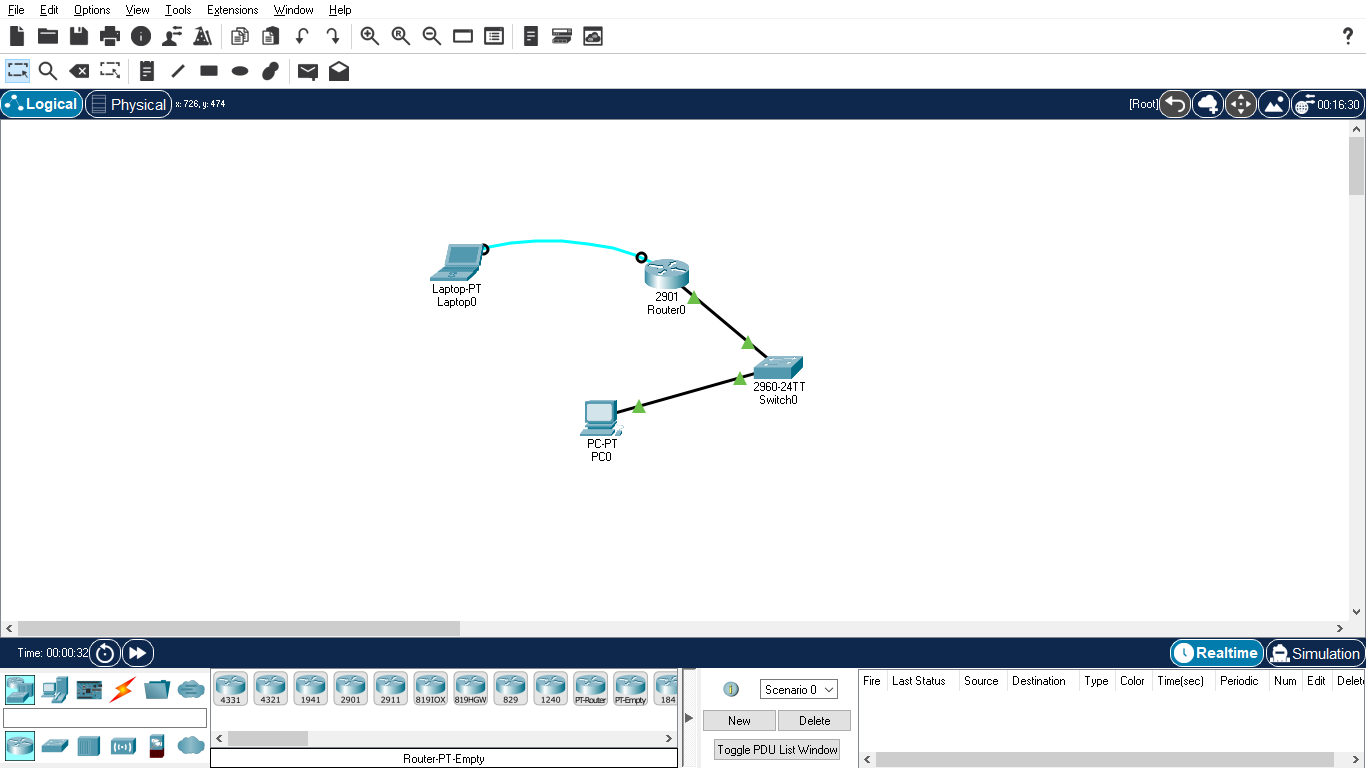 File Edit Options View Tools Extensions Window Help
Logical Physical x: 726, y: 474 [Root] 00:16:30
Laptop-PT
Laptop0
2901
Router0
2960-24TT
Switch0
PC-PT
PC0
Time: 00:00:32 Realtime Simulation
4331 4321 1941 2901 2911 819IOX 819HGW 829 1240 PT-Router PT-Empty 184
Router-PT-Empty
Scenario 0
New Delete
Toggle PDU List Window
Fire Last Status Source Destination Type Color Time(sec) Periodic Num Edit Delete